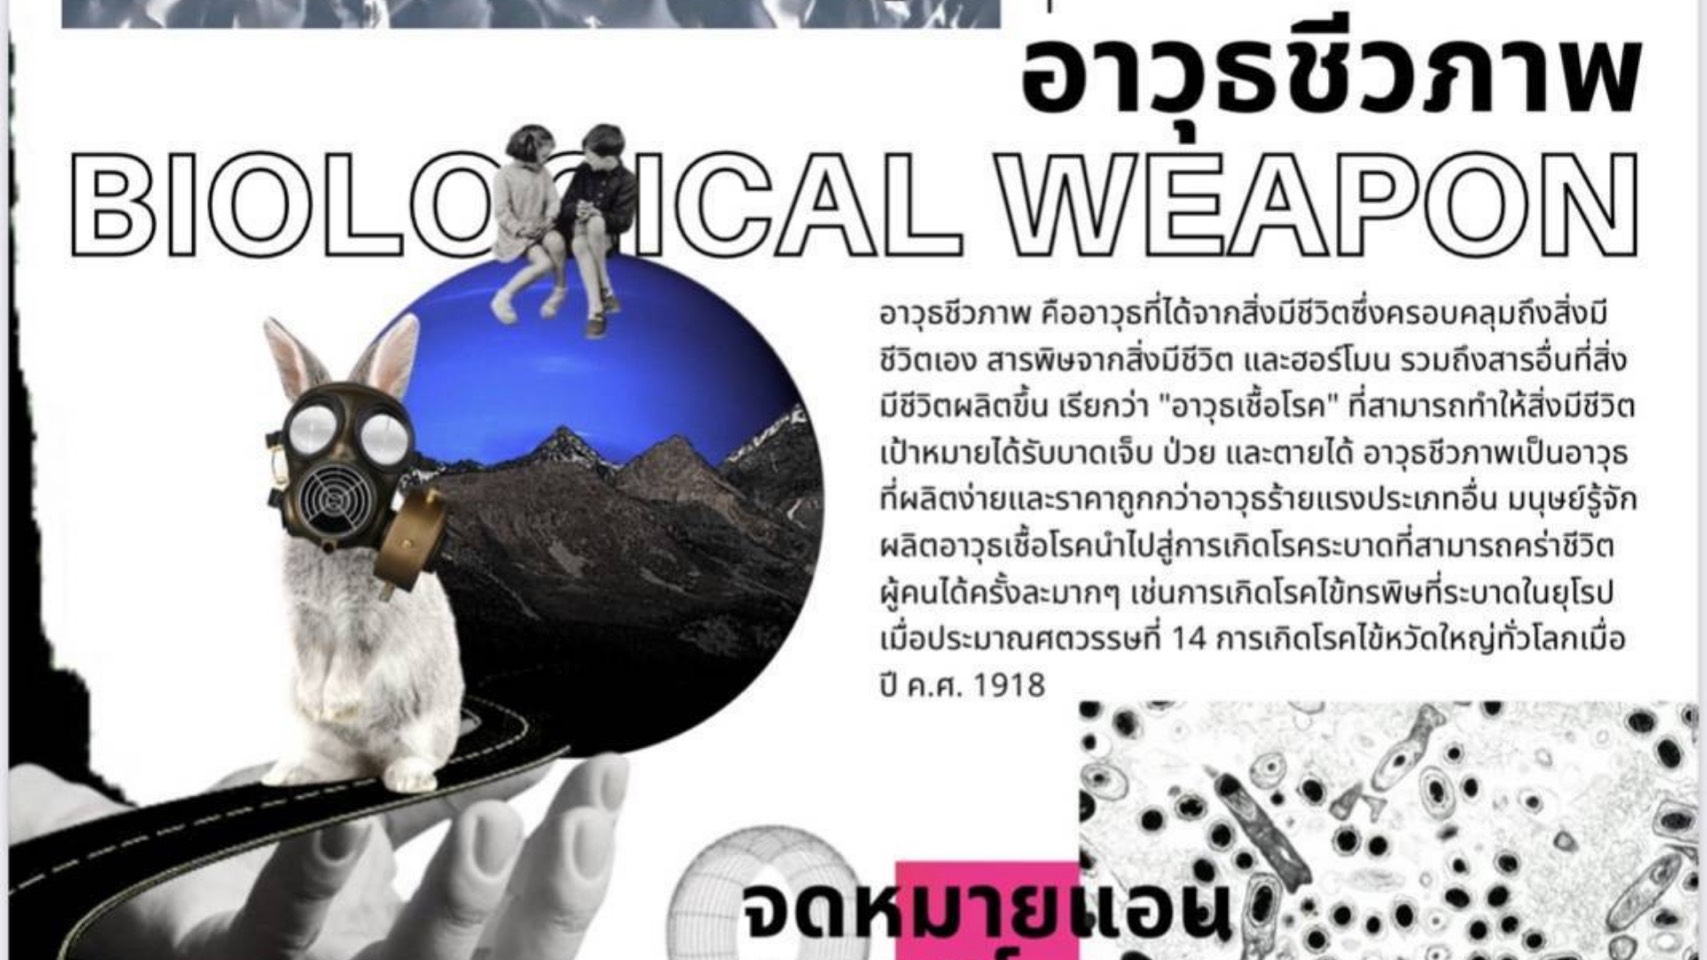 อาวุธชีวภาพ
BIOLOGICAL WEAPON
อาวุธชีวภาพ คืออาวุธที่ได้จากสิ่งมีชีวิตซึ่งครอบคลุมถึงสิ่งมี
ชีวิตเอง สารพิษจากสิ่งมีชีวิต และฮอร์โมน รวมถึงสารอื่นที่สิ่ง
มีชีวิตผลิตขึ้น เรียกว่า "อาวุธเชื้อโรค" ที่สามารถทำให้สิ่งมีชีวิต
เป้าหมายได้รับบาดเจ็บ ป่วย และตายได้ อาวุธชีวภาพเป็นอาวุธ
ที่ผลิตง่ายและราคาถูกกว่าอาวุธร้ายแรงประเภทอื่น มนุษย์รู้จัก
ผลิตอาวุธเชื้อโรคนำไปสู่การเกิดโรคระบาดที่สามารถคร่าชีวิต
ผู้คนได้ครั้งละมากๆ เช่นการเกิดโรคไข้ทรพิษที่ระบาดในยุโรป
เมื่อประมาณศตวรรษที่ 14 การเกิดโรคไข้หวัดใหญ่ทั่วโลกเมื่อ
ปี ค.ศ. 1918
จดหมายแอน